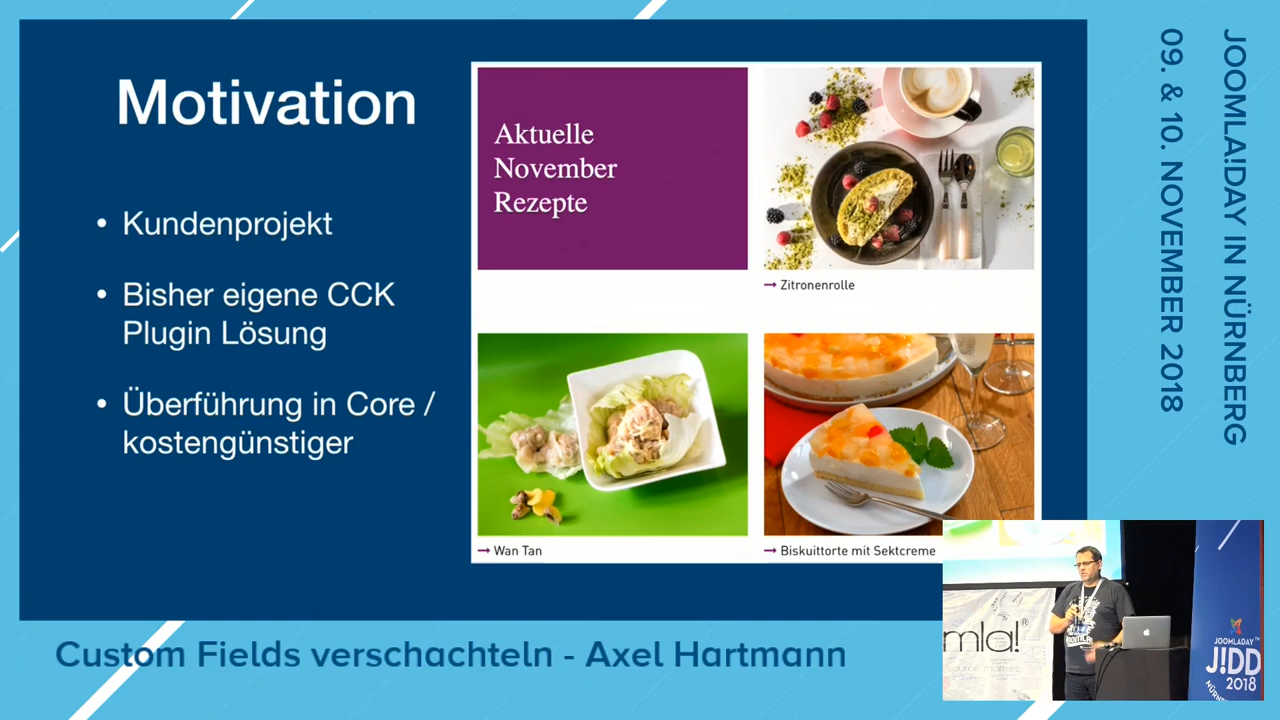 Motivation
• Kundenprojekt
• Bisher eigene CCK
Plugin Lösung
• Überführung in Core /
kostengünstiger
Aktuelle
November
Rezepte
→ Zitronenrolle
→ Wan Tan
→ Biskuittorte mit Sektcreme
JOOMLA!DAY IN NÜRNBERG
09. & 10. NOVEMBER 2018
Custom Fields verschachteln - Axel Hartmann
mla!®
JOOMLADAY™
J!DD
2018